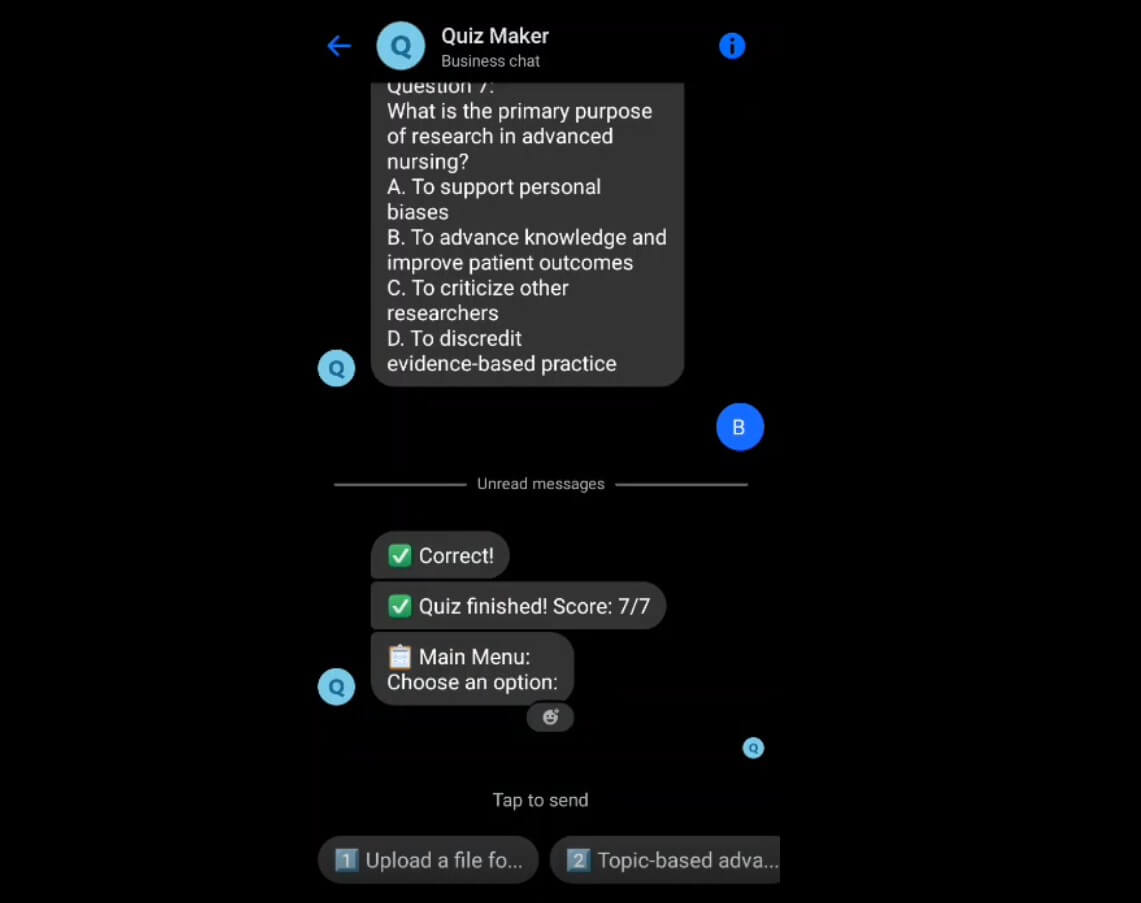 Quiz Maker
Business chat
Question 7:
What is the primary purpose
of research in advanced
nursing?
A. To support personal
biases
B. To advance knowledge and
improve patient outcomes
C. To criticize other
researchers
D. To discredit
evidence-based practice
B
Unread messages
✅ Correct!
✅ Quiz finished! Score: 7/7
📋 Main Menu:
Choose an option:
Tap to send
1️⃣ Upload a file fo... 2️⃣ Topic-based adva...